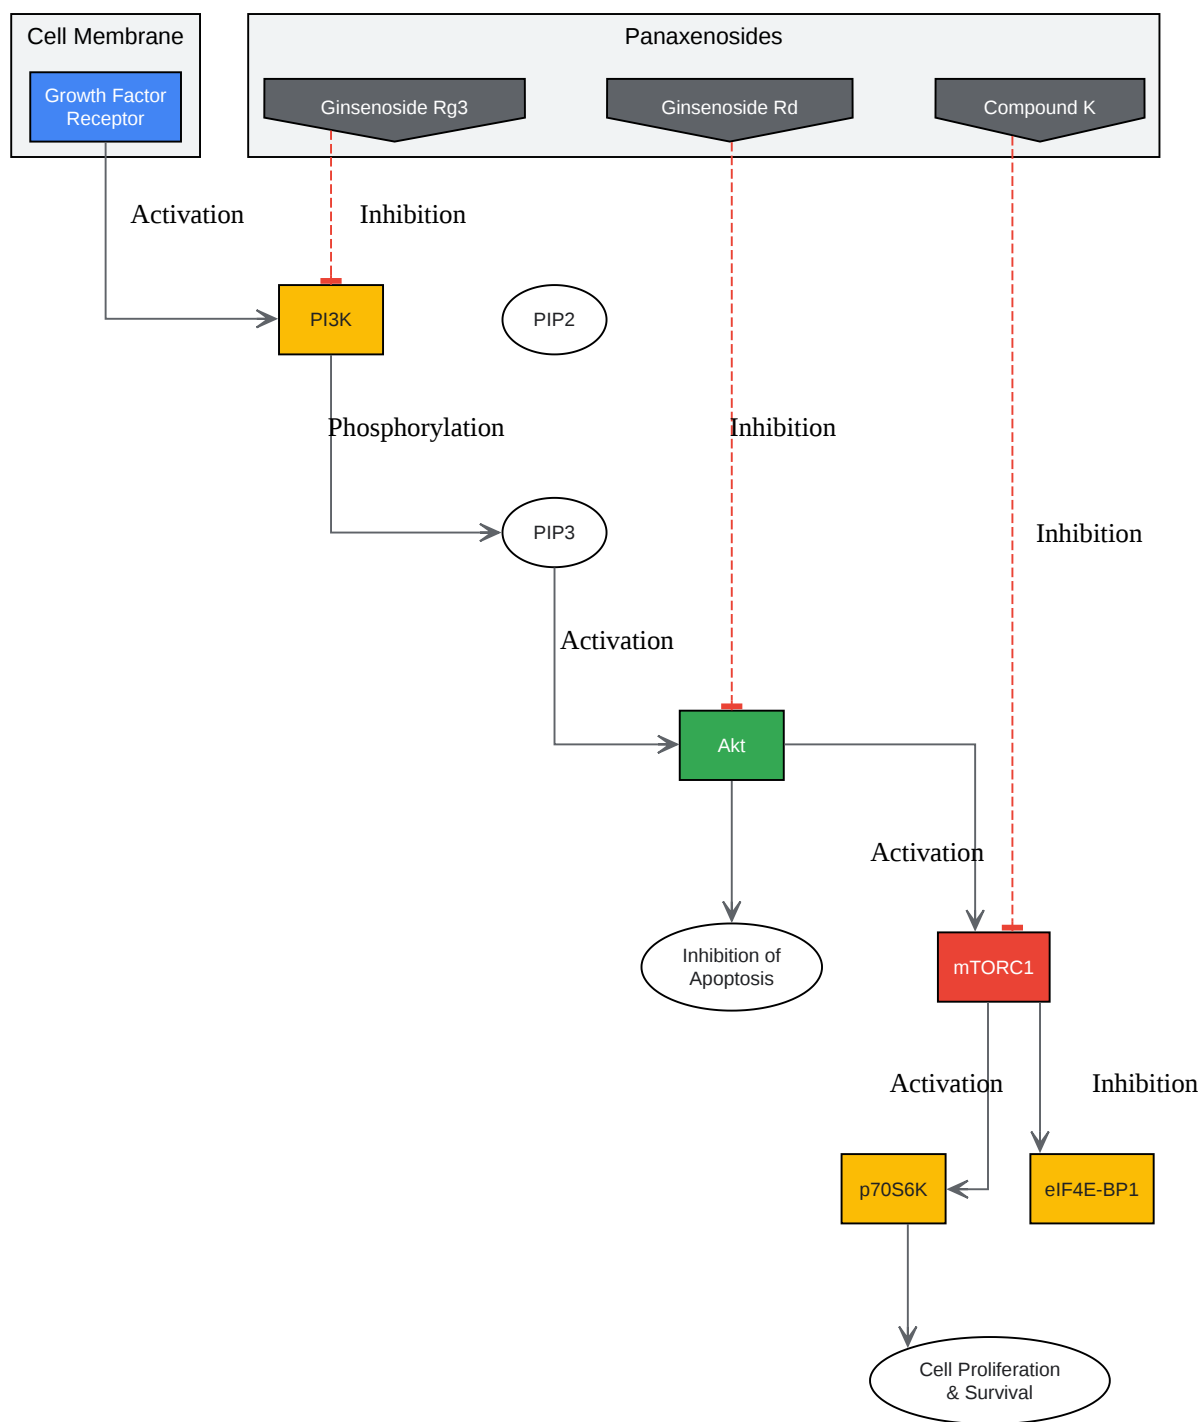 Cell Membrane
Panaxenosides
Growth Factor
Receptor
Ginsenoside Rg3
Ginsenoside Rd
Compound K
Activation
Inhibition
PI3K
PIP2
Phosphorylation
Inhibition
PIP3
Inhibition
Activation
Akt
Activation
Inhibition of
Apoptosis
mTORC1
Activation
Inhibition
p70S6K
eIF4E-BP1
Cell Proliferation
& Survival